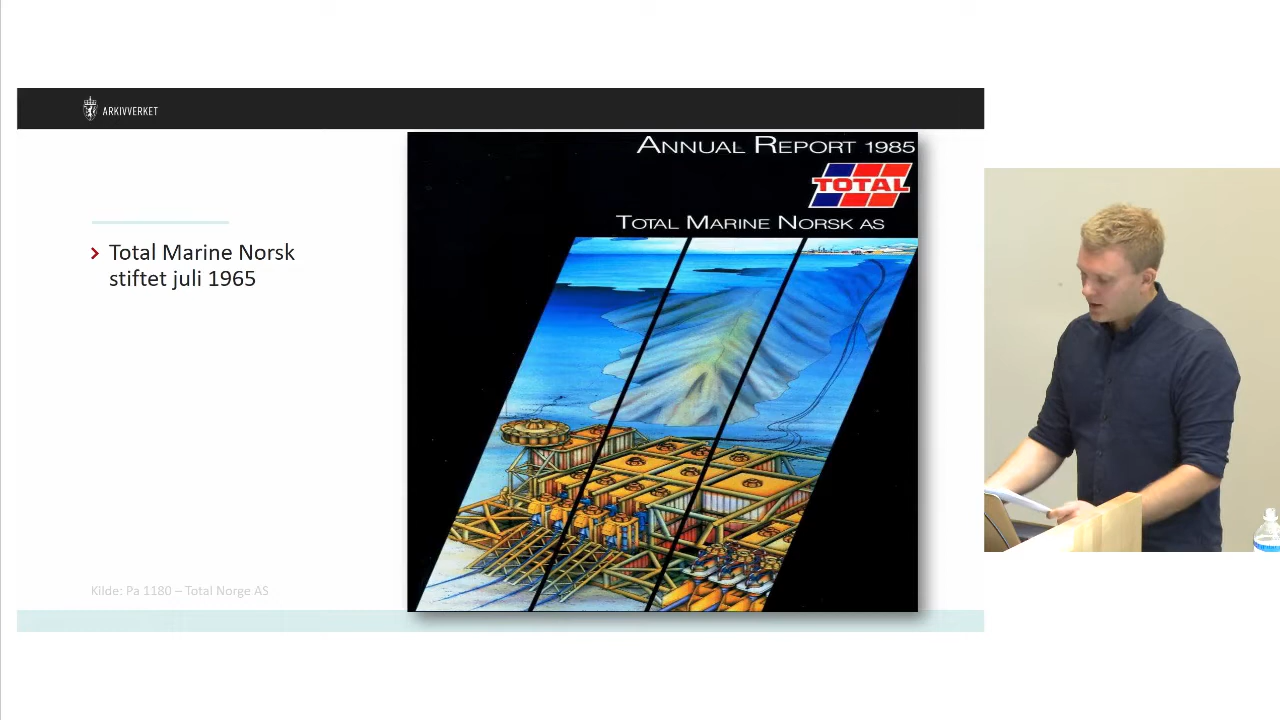 ARKIVVERKET
Total Marine Norsk
stiftet juli 1965
Kilde: Pa 1180 – Total Norge AS
ANNUAL REPORT 1985
TOTAL
TOTAL MARINE NORSK AS